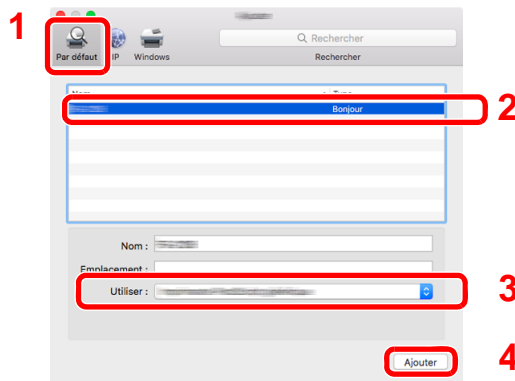 1
Rechercher
Par défaut IP Windows Rechercher
Nom Type
Bonjour
2
Nom :
Emplacement :
Utiliser :
3
Ajouter
4